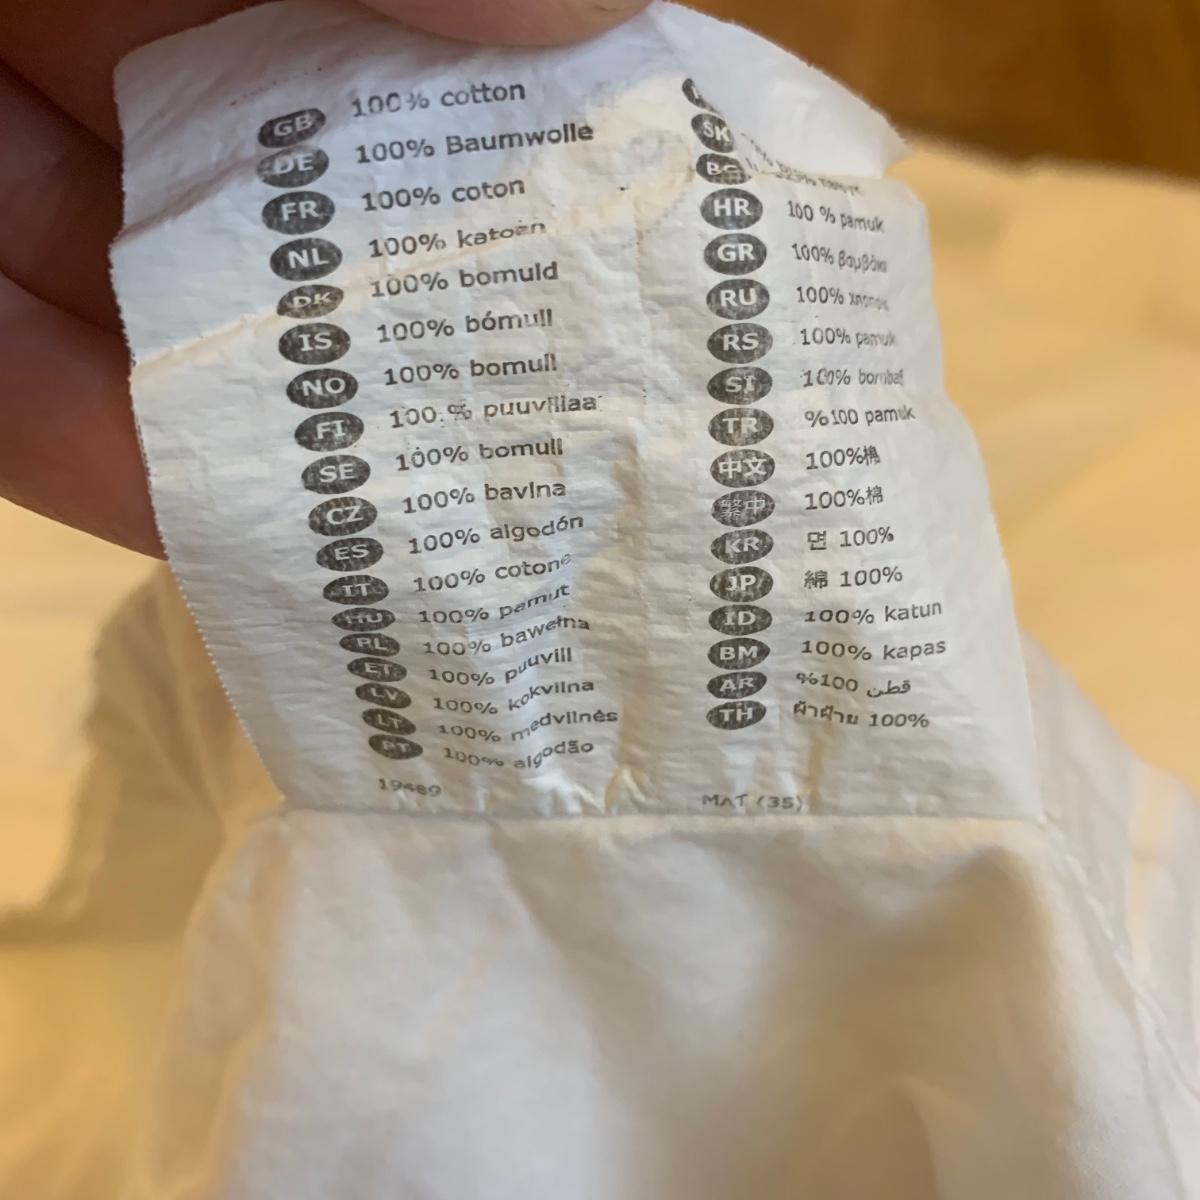 GB 100% cotton
DE 100% Baumwolle
FR 100% coton
NL 100% katoen
DK 100% bomuld
IS 100% bómull
NO 100% bomull
FI 100 % puuvillaa
SE 100% bomull
CZ 100% bavlna
ES 100% algodón
IT 100% cotone
HU 100% pamut
PL 100% bawełna
ET 100% puuvill
LV 100% kokvilna
LT 100% medvilnės
PT 100% algodão
19489
SK
BG
HR 100 % pamuk
GR 100% βαμβάκι
RU 100% хлопок
RS 100% pamuk
SI 100% bombaž
TR %100 pamuk
中文 100%棉
繁中 100%棉
KR 면 100%
JP 綿 100%
ID 100% katun
BM 100% kapas
AR %100 قطن
TH ผ้าฝ้าย 100%
MAT (35)